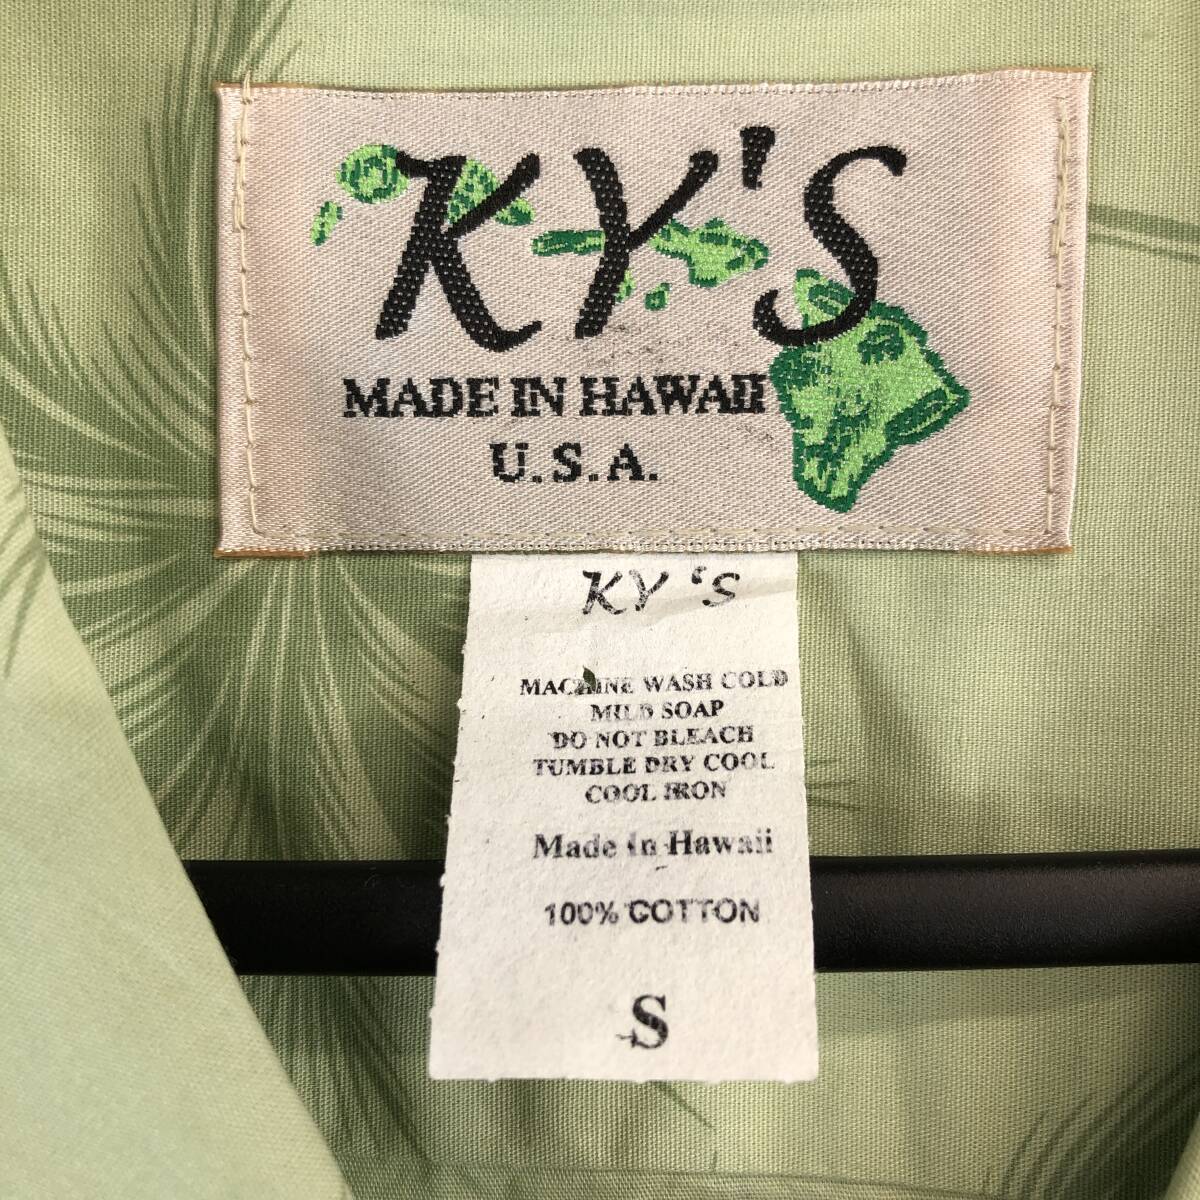 KY'S
MADE IN HAWAII
U.S.A.
KY 'S
MACHINE WASH COLD
MILD SOAP
DO NOT BLEACH
TUMBLE DRY COOL
COOL IRON
Made In Hawaii
100% COTTON
S